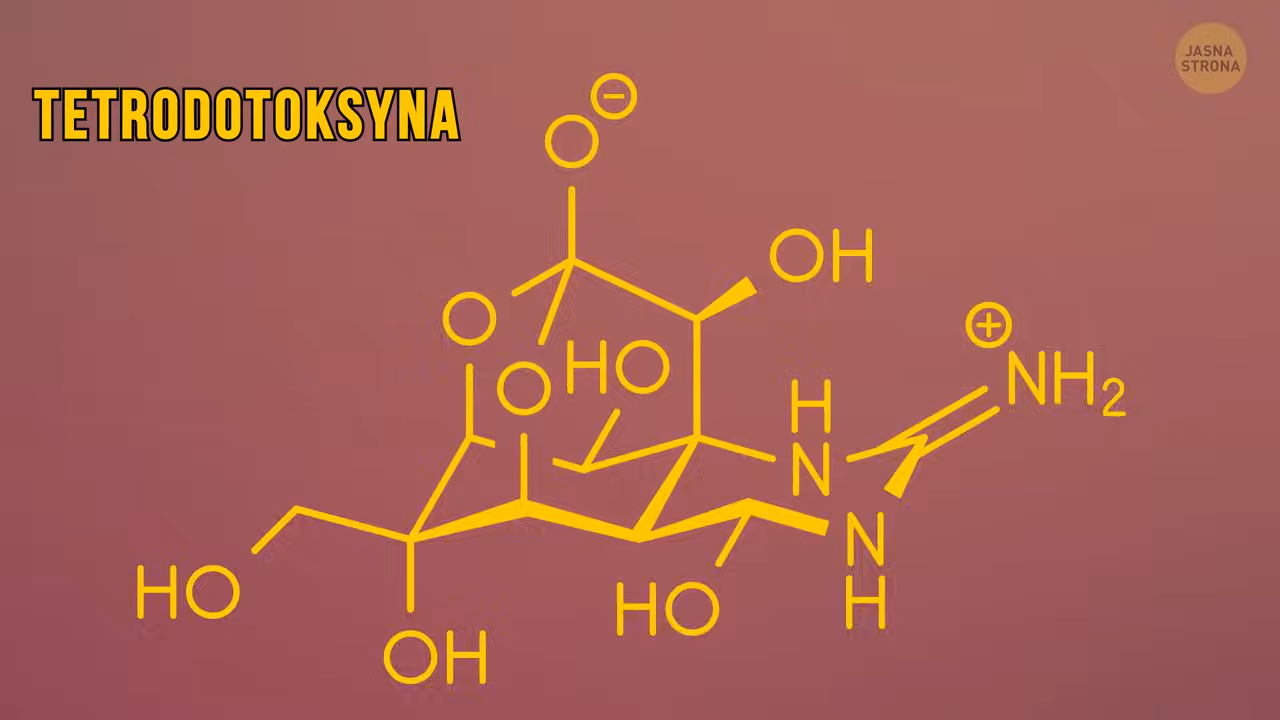 JASNA
STRONA
TETRODOTOKSYNA
O⊖
OH
O
HO
O
⊕
NH₂
H
N
N
H
HO
HO
OH